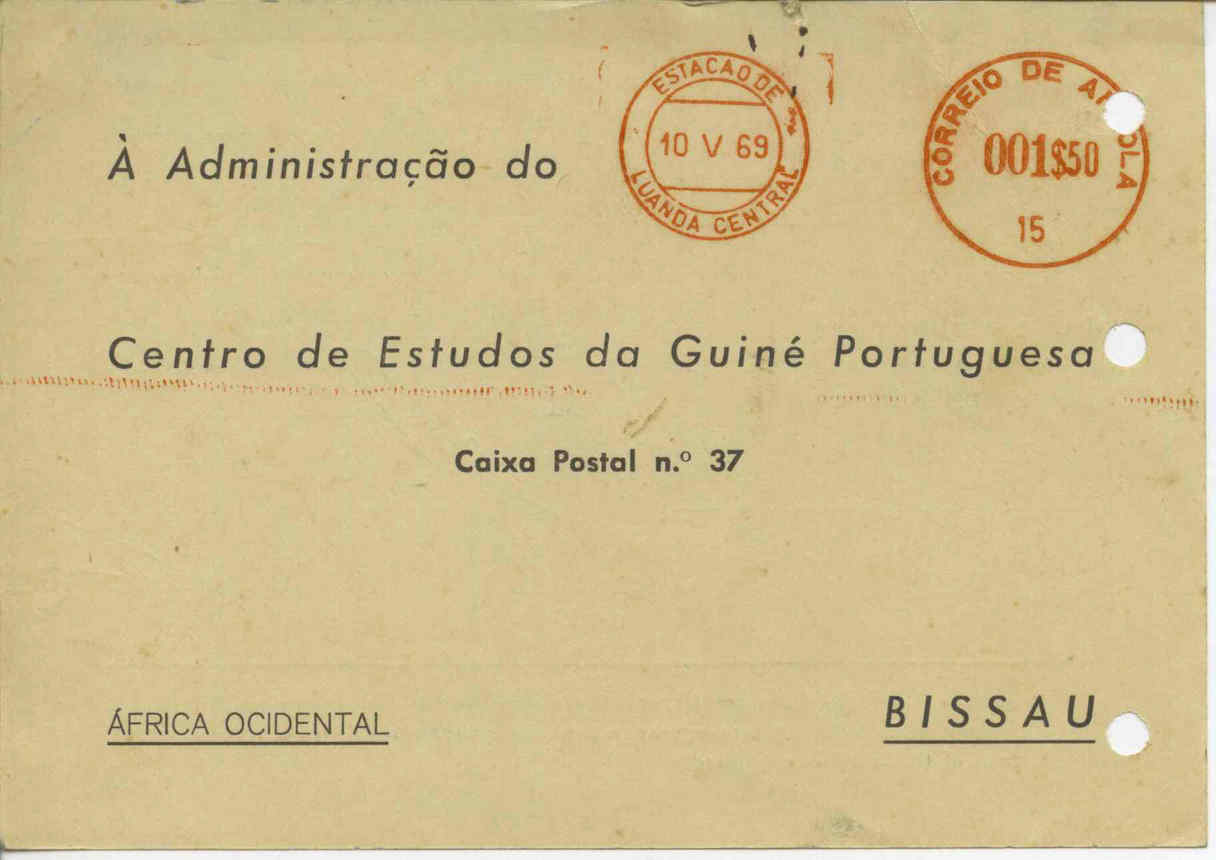 ESTACAO DE
10 V 69
LUANDA CENTRAL
CORREIO DE
001$50
15
À Administração do
Centro de Estudos da Guiné Portuguesa
Caixa Postal n.º 37
ÁFRICA OCIDENTAL
BISSAU